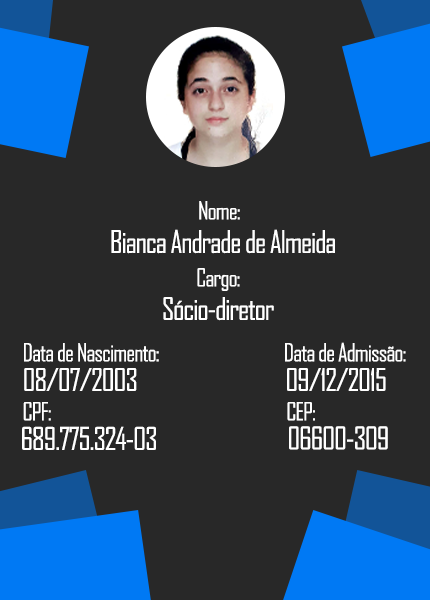 Nome:
Bianca Andrade de Almeida
Cargo:
Sócio-diretor
Data de Nascimento:
08/07/2003
Data de Admissão:
09/12/2015
CPF:
689.775.324-03
CEP:
06600-309